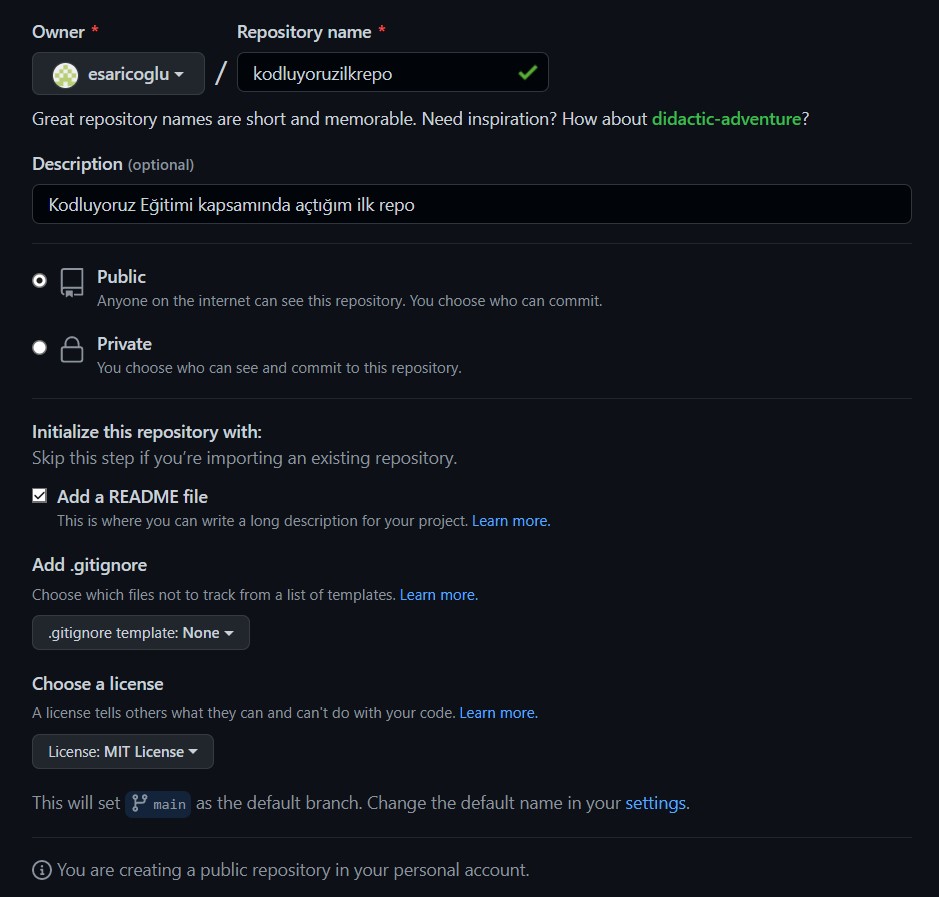 Owner * Repository name *
esaricoglu / kodluyoruzilkrepo
Great repository names are short and memorable. Need inspiration? How about didactic-adventure?
Description (optional)
Kodluyoruz Eğitimi kapsamında açtığım ilk repo
Public
Anyone on the internet can see this repository. You choose who can commit.
Private
You choose who can see and commit to this repository.
Initialize this repository with:
Skip this step if you’re importing an existing repository.
Add a README file
This is where you can write a long description for your project. Learn more.
Add .gitignore
Choose which files not to track from a list of templates. Learn more.
.gitignore template: None
Choose a license
A license tells others what they can and can't do with your code. Learn more.
License: MIT License
This will set main as the default branch. Change the default name in your settings.
You are creating a public repository in your personal account.